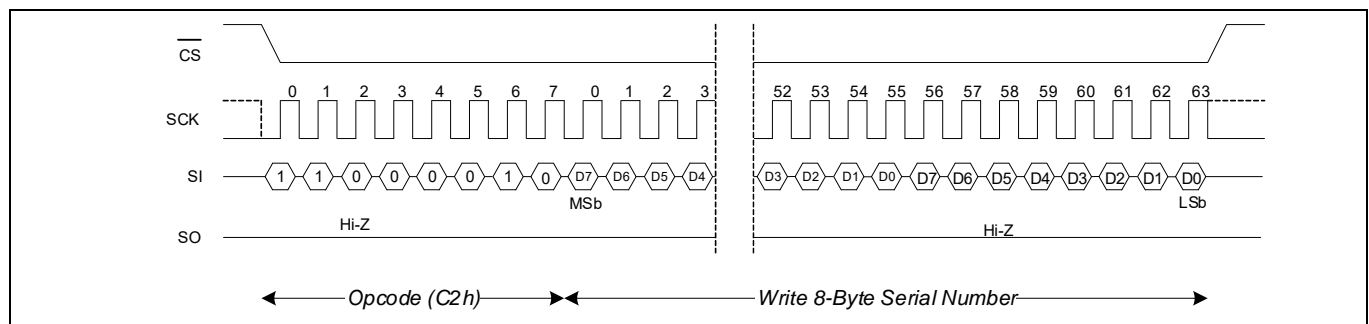 CS
0 1 2 3 4 5 6 7 0 1 2 3 52 53 54 55 56 57 58 59 60 61 62 63
SCK
SI 1 1 0 0 0 0 1 0 D7 D6 D5 D4 D3 D2 D1 D0 D7 D6 D5 D4 D3 D2 D1 D0
MSb LSb
Hi-Z Hi-Z
SO
Opcode (C2h) Write 8-Byte Serial Number